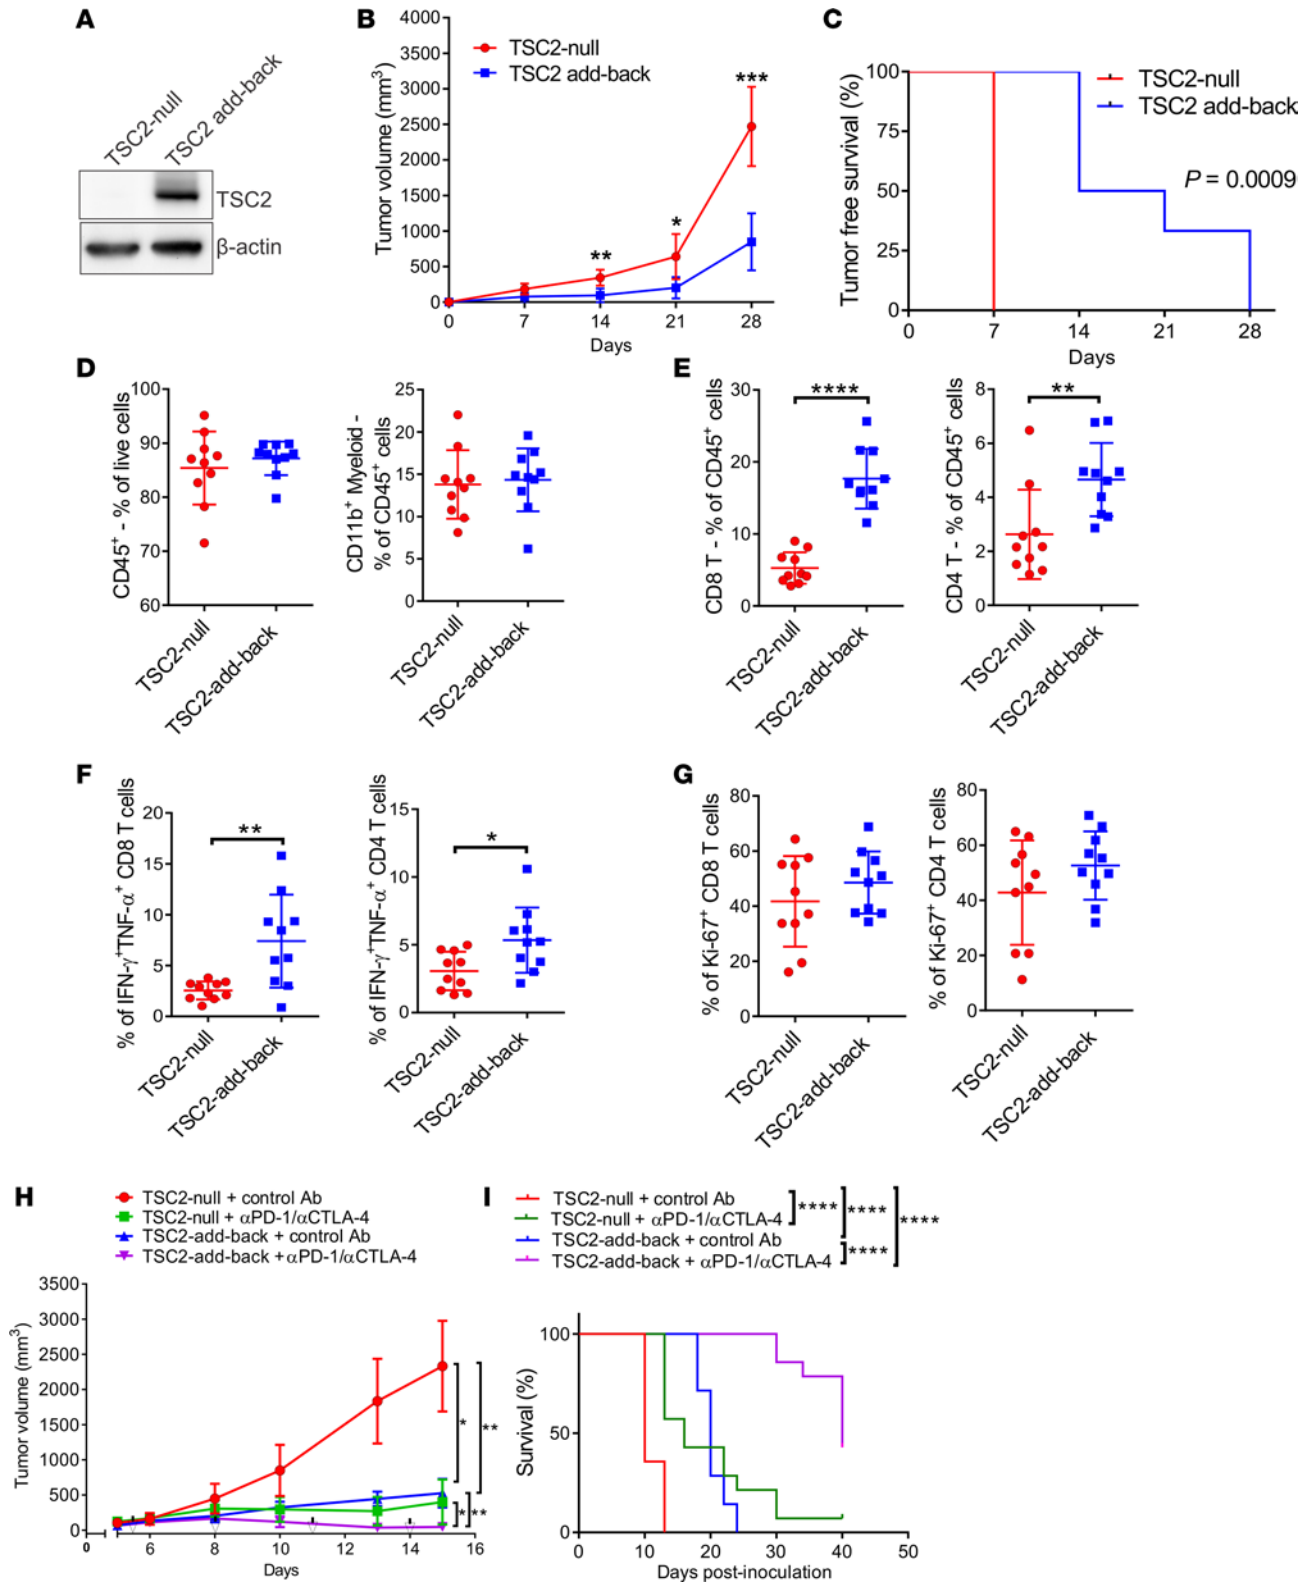 A
TSC2-null
TSC2 add-back
TSC2
β-actin
B
Tumor volume (mm³)
4000
3500
3000
2500
2000
1500
1000
500
0
TSC2-null
TSC2 add-back
**
*
***
0 7 14 21 28
Days
C
Tumor free survival (%)
100
75
50
25
0
TSC2-null
TSC2 add-back
P = 0.0009
0 7 14 21 28
Days
D
CD45⁺ - % of live cells
100
90
80
70
60
TSC2-null
TSC2-add-back
CD11b⁺ Myeloid -
% of CD45⁺ cells
25
20
15
10
5
0
TSC2-null
TSC2-add-back
E
CD8 T - % of CD45⁺ cells
30
20
10
0
****
TSC2-null
TSC2-add-back
CD4 T - % of CD45⁺ cells
8
6
4
2
0
**
TSC2-null
TSC2-add-back
F
% of IFN-γ⁺TNF-α⁺ CD8 T cells
20
15
10
5
0
**
TSC2-null
TSC2-add-back
% of IFN-γ⁺TNF-α⁺ CD4 T cells
15
10
5
0
*
TSC2-null
TSC2-add-back
G
% of Ki-67⁺ CD8 T cells
80
60
40
20
0
TSC2-null
TSC2-add-back
% of Ki-67⁺ CD4 T cells
80
60
40
20
0
TSC2-null
TSC2-add-back
H
TSC2-null + control Ab
TSC2-null + αPD-1/αCTLA-4
TSC2-add-back + control Ab
TSC2-add-back + αPD-1/αCTLA-4
Tumor volume (mm³)
3500
3000
2500
2000
1500
1000
500
0
*
**
*
**
0 6 8 10 12 14 16
Days
I
TSC2-null + control Ab
TSC2-null + αPD-1/αCTLA-4
TSC2-add-back + control Ab
TSC2-add-back + αPD-1/αCTLA-4
****
****
****
****
Survival (%)
100
50
0
0 10 20 30 40 50
Days post-inoculation